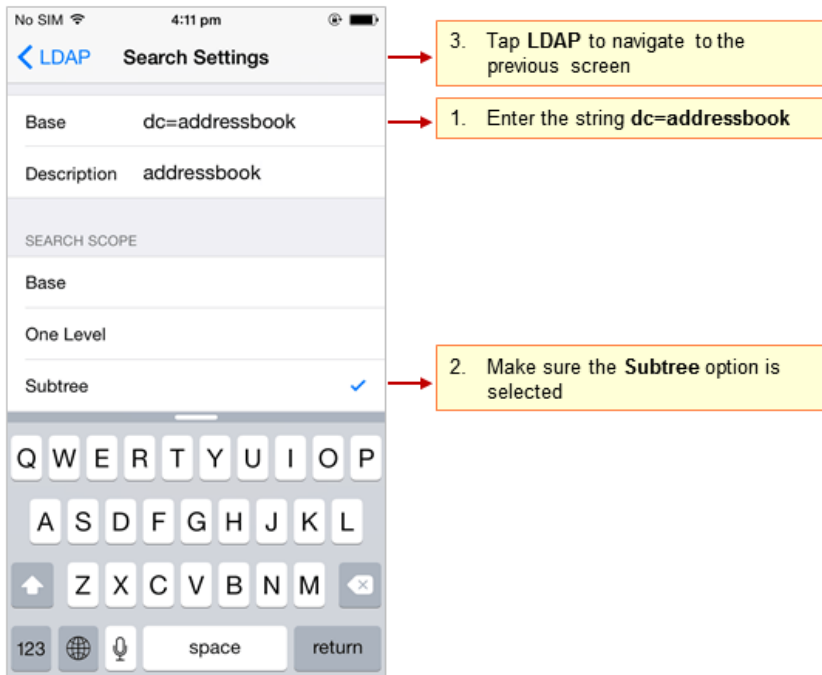 No SIM 4:11 pm
LDAP Search Settings
3. Tap LDAP to navigate to the
previous screen
Base dc=addressbook
1. Enter the string dc=addressbook
Description addressbook
SEARCH SCOPE
Base
One Level
Subtree
2. Make sure the Subtree option is
selected
Q W E R T Y U I O P
A S D F G H J K L
Z X C V B N M
123 space return